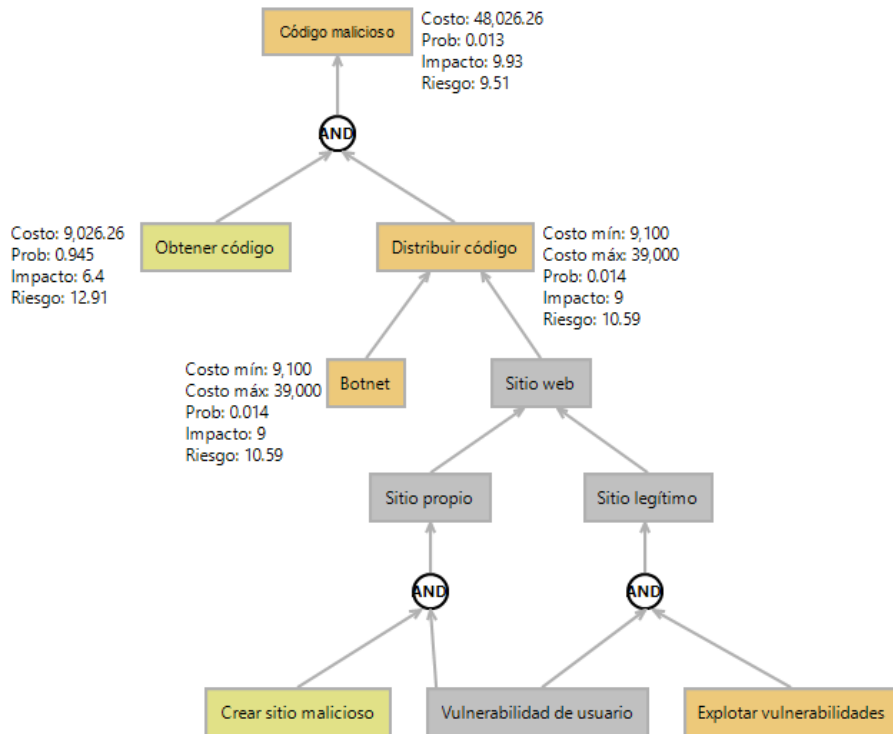 Código malicioso
Costo: 48,026.26
Prob: 0.013
Impacto: 9.93
Riesgo: 9.51
AND
Costo: 9,026.26
Prob: 0.945
Impacto: 6.4
Riesgo: 12.91
Obtener código
Distribuir código
Costo mín: 9,100
Costo máx: 39,000
Prob: 0.014
Impacto: 9
Riesgo: 10.59
Costo mín: 9,100
Costo máx: 39,000
Prob: 0.014
Impacto: 9
Riesgo: 10.59
Botnet
Sitio web
Sitio propio
Sitio legítimo
AND
AND
Crear sitio malicioso
Vulnerabilidad de usuario
Explotar vulnerabilidades